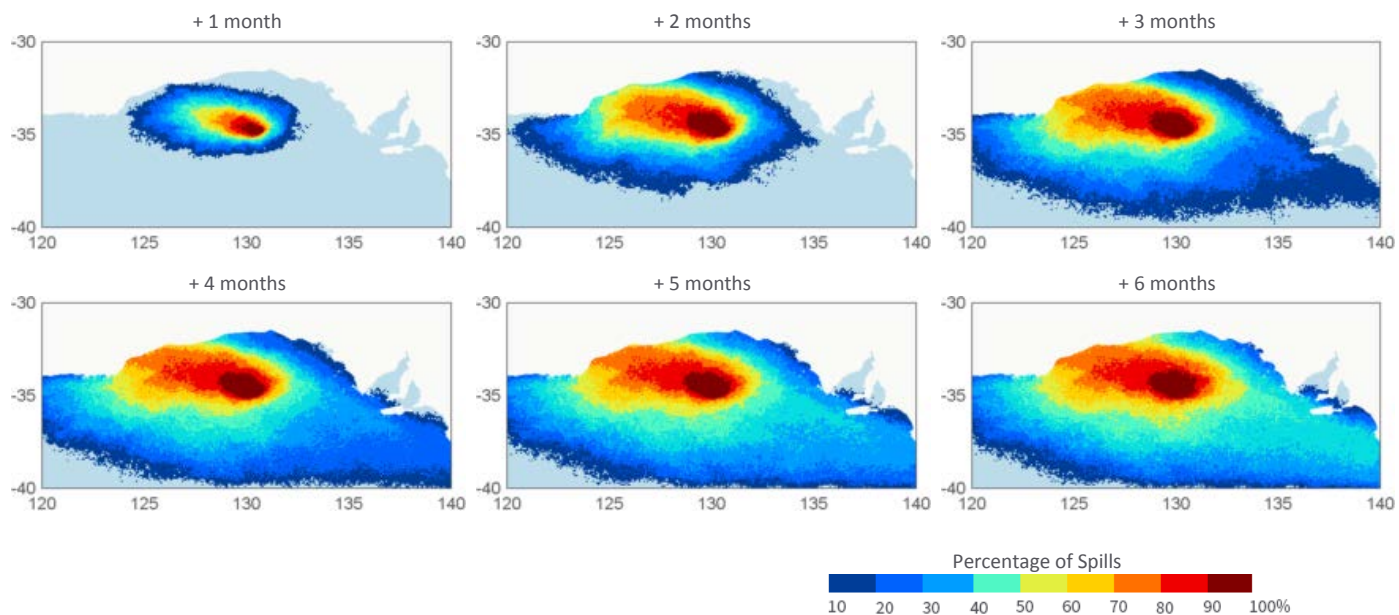 + 1 month + 2 months + 3 months
-30 -30 -30
-35 -35 -35
-40 -40 -40
120 125 130 135 140 120 125 130 135 140 120 125 130 135 140
+ 4 months + 5 months + 6 months
-30 -30 -30
-35 -35 -35
-40 -40 -40
120 125 130 135 140 120 125 130 135 140 120 125 130 135 140
Percentage of Spills
10 20 30 40 50 60 70 80 90 100%